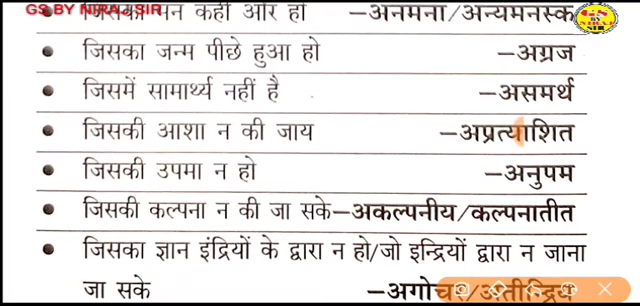 GS BY NIRAJ SIR
जिसका मन कहीं और हो –अनमना/अन्यमनस्क
जिसका जन्म पीछे हुआ हो –अग्रज
जिसमें सामार्थ्य नहीं है –असमर्थ
जिसकी आशा न की जाय –अप्रत्याशित
जिसकी उपमा न हो –अनुपम
जिसकी कल्पना न की जा सके–अकल्पनीय/कल्पनातीत
जिसका ज्ञान इंद्रियों के द्वारा न हो/जो इन्द्रियों द्वारा न जाना
जा सके –अगोचर/अतीन्द्रिय